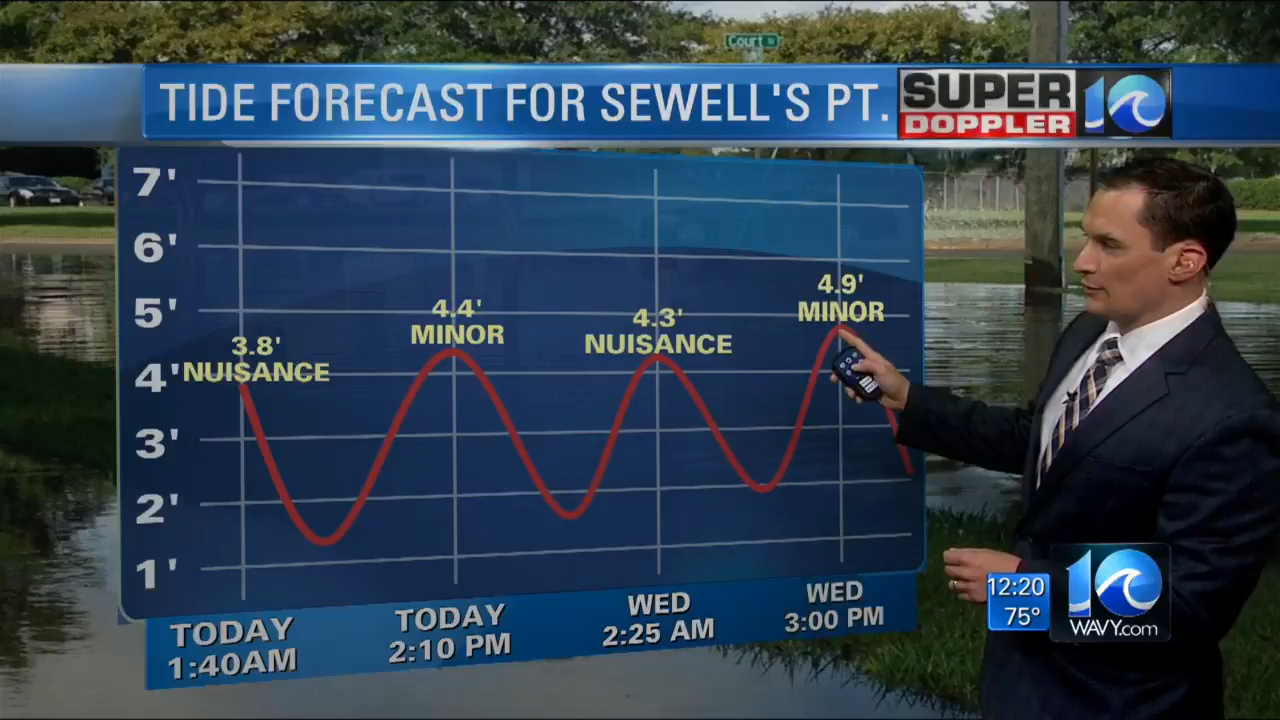 Court St
TIDE FORECAST FOR SEWELL'S PT.
SUPER
DOPPLER
10
7'
6'
5'
4'
3'
2'
1'
3.8'
NUISANCE
4.4'
MINOR
4.3'
NUISANCE
4.9'
MINOR
TODAY
1:40AM
TODAY
2:10 PM
WED
2:25 AM
WED
3:00 PM
12:20
75°
10
WAVY.com